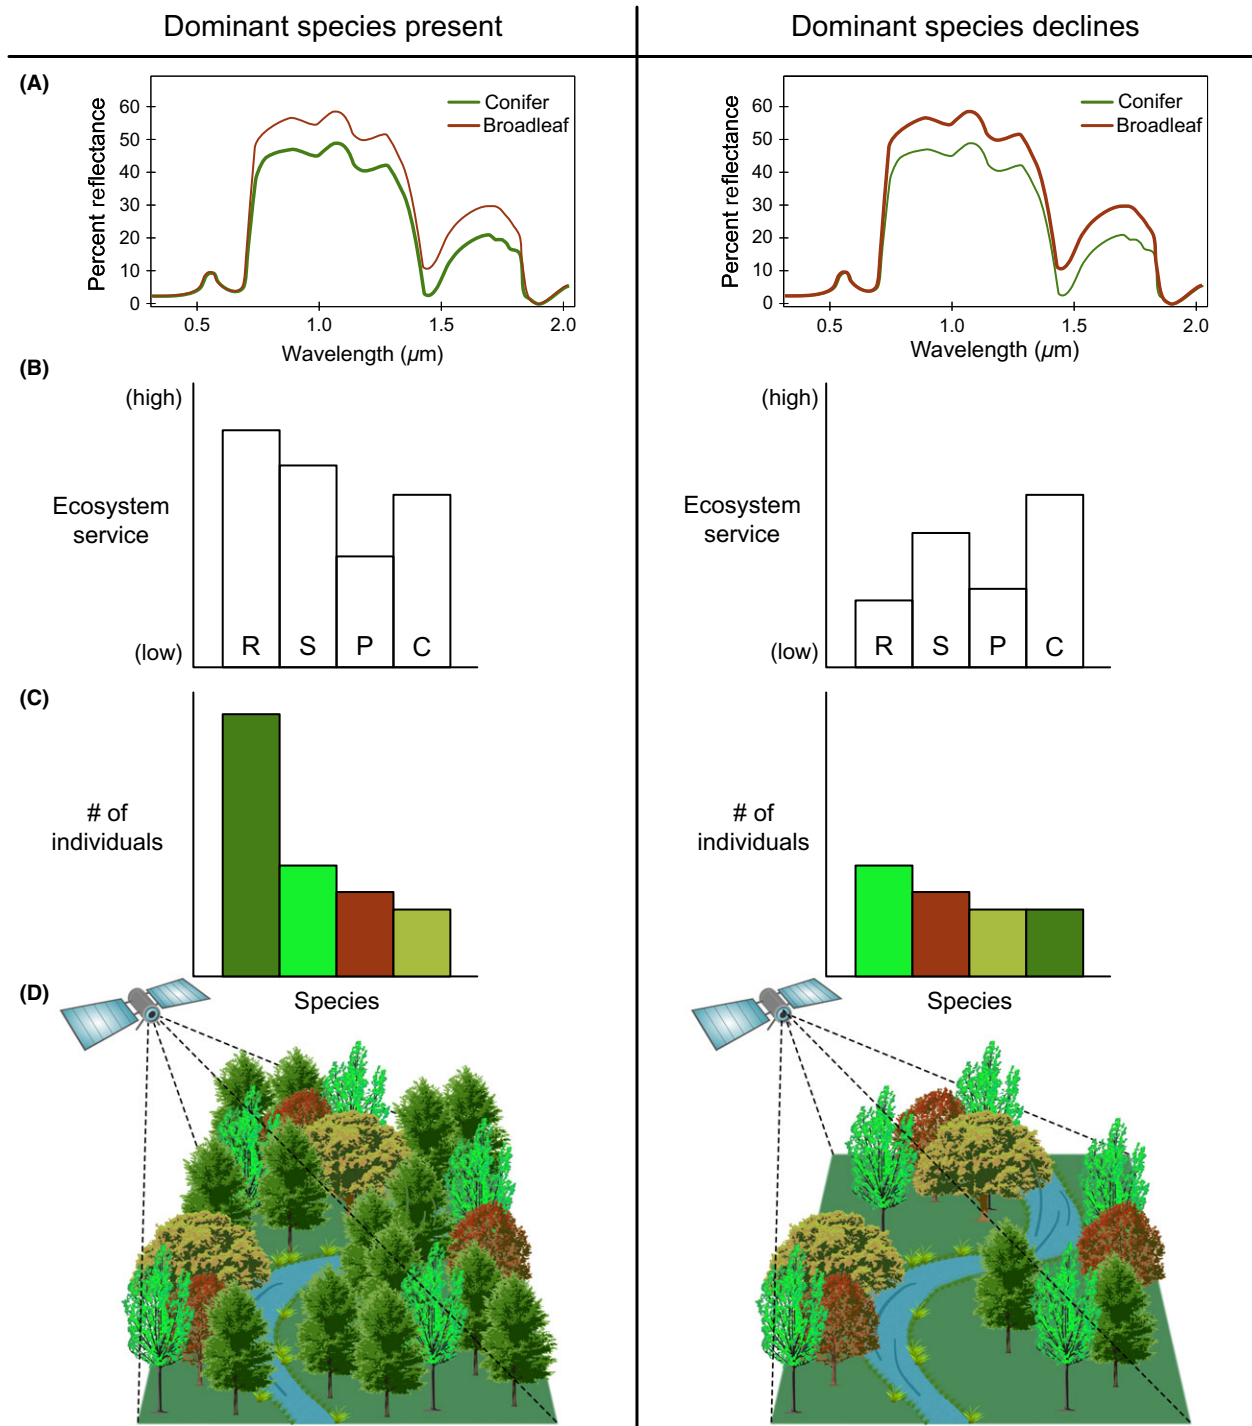 Dominant species present
Dominant species declines
(A)
Percent reflectance
60
50
40
30
20
10
0
Conifer
Broadleaf
0.5
1.0
1.5
2.0
Wavelength (µm)
Percent reflectance
60
50
40
30
20
10
0
Conifer
Broadleaf
0.5
1.0
1.5
2.0
Wavelength (µm)
(B)
(high)
Ecosystem
service
(low)
R
S
P
C
(high)
Ecosystem
service
(low)
R
S
P
C
(C)
# of
individuals
Species
# of
individuals
Species
(D)